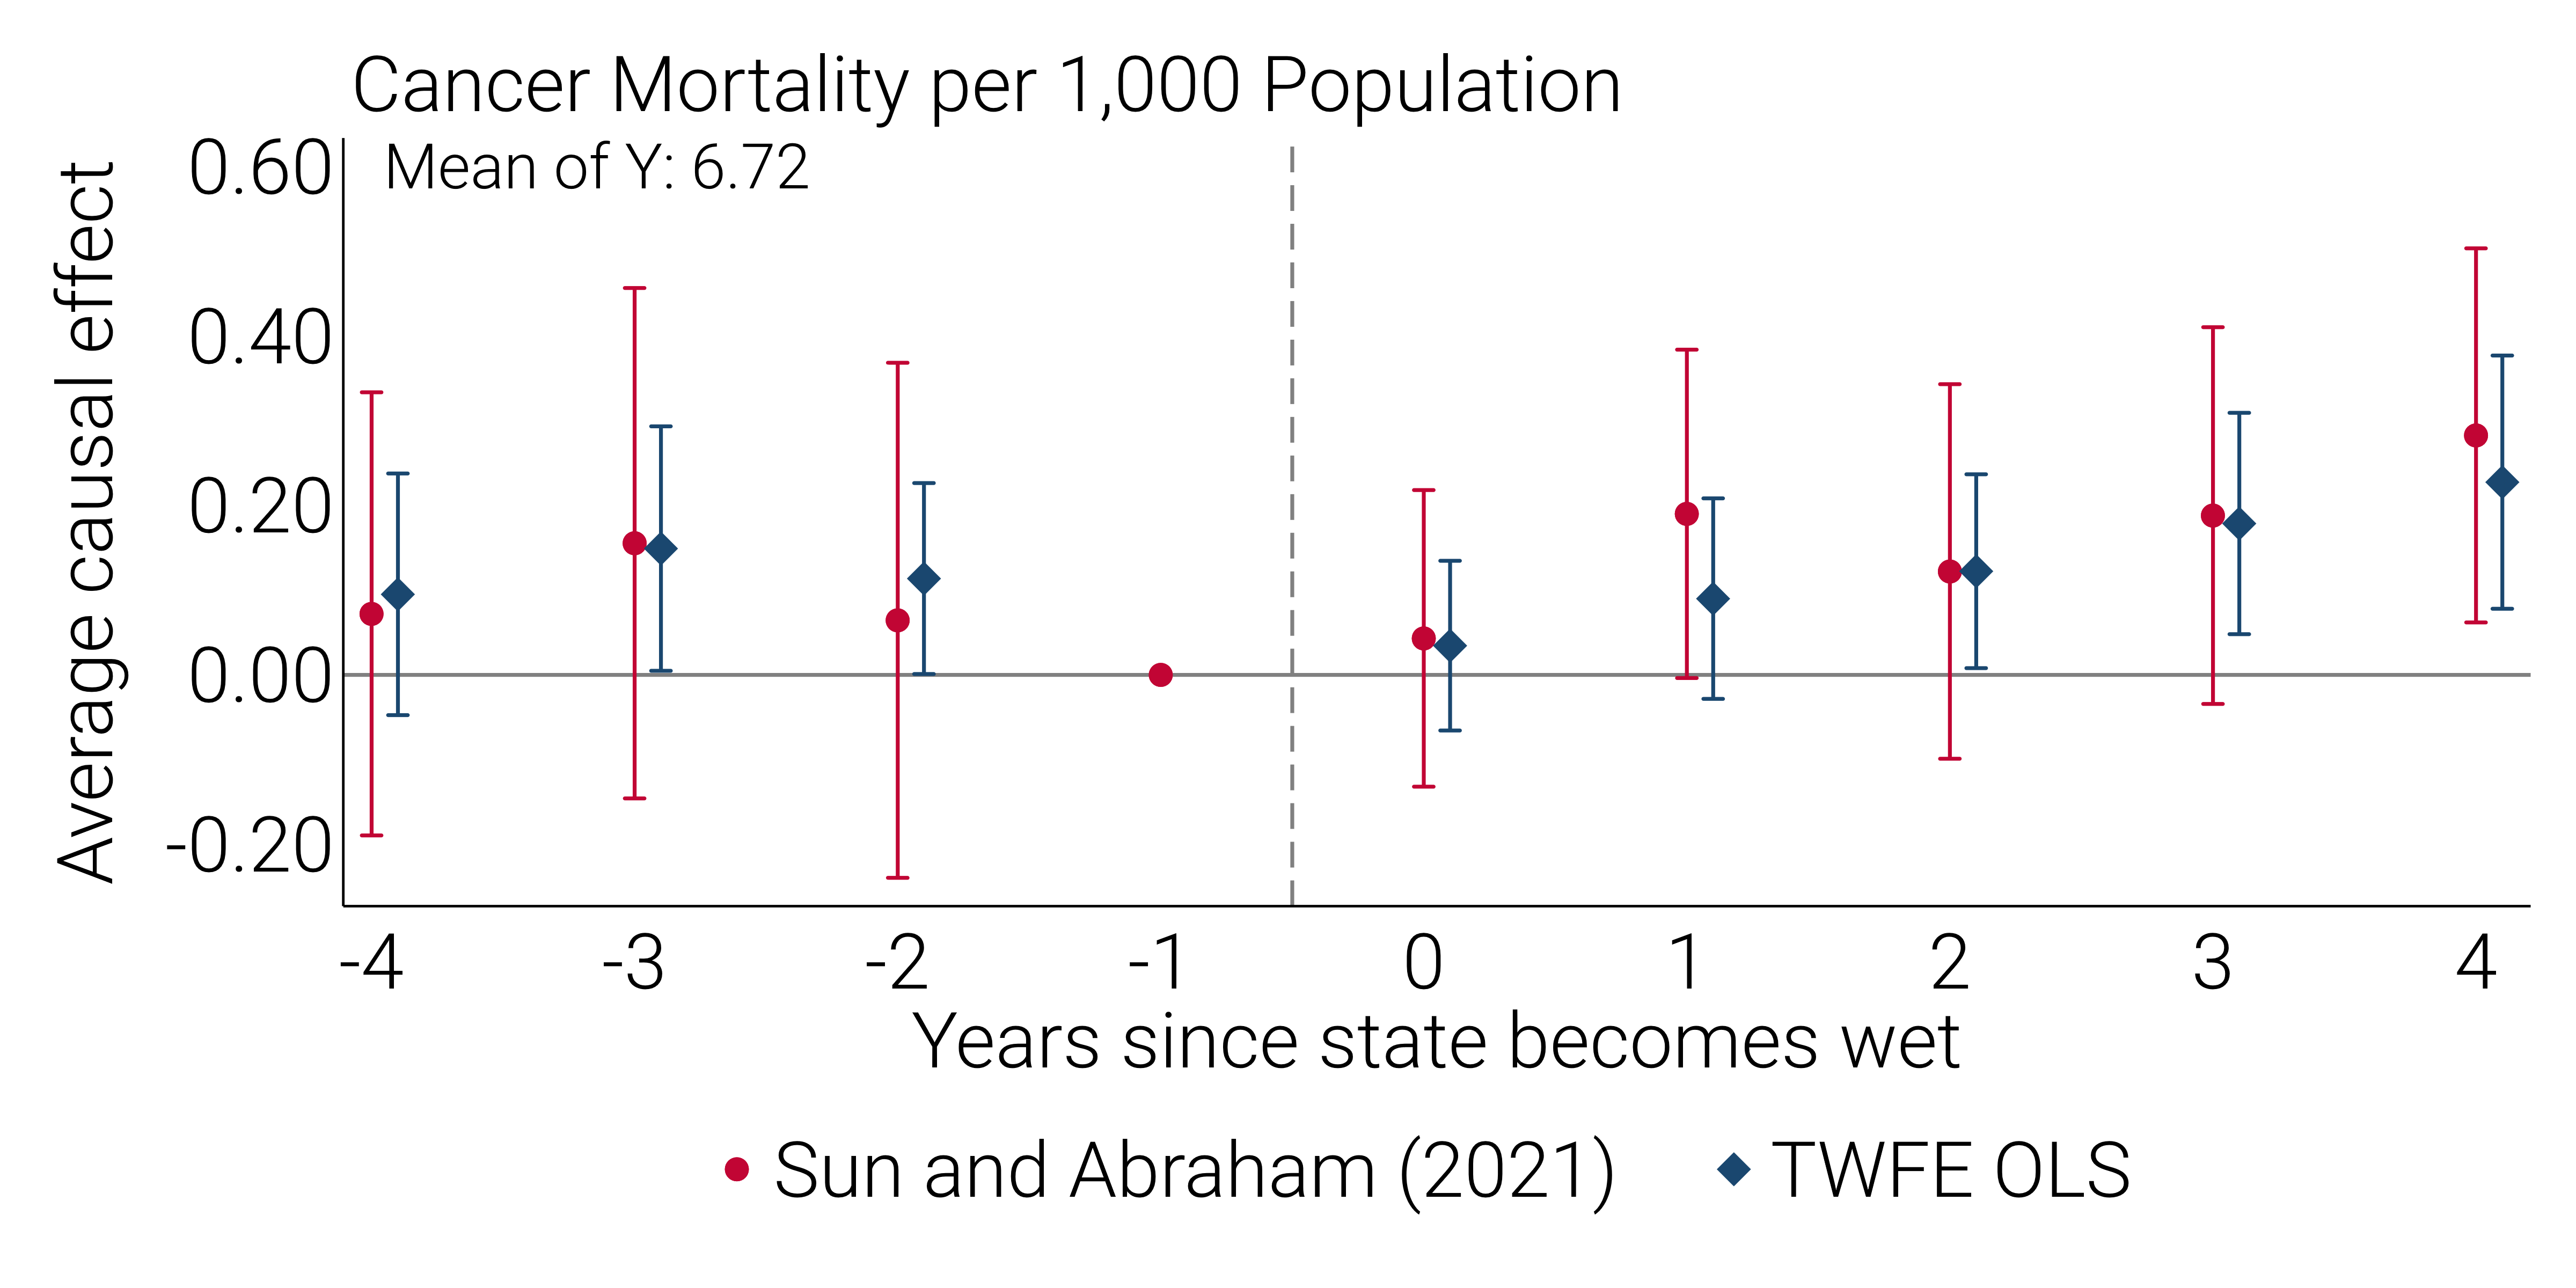 Cancer Mortality per 1,000 Population
Mean of Y: 6.72
Average causal effect
0.60
0.40
0.20
0.00
-0.20
-4 -3 -2 -1 0 1 2 3 4
Years since state becomes wet
Sun and Abraham (2021) TWFE OLS